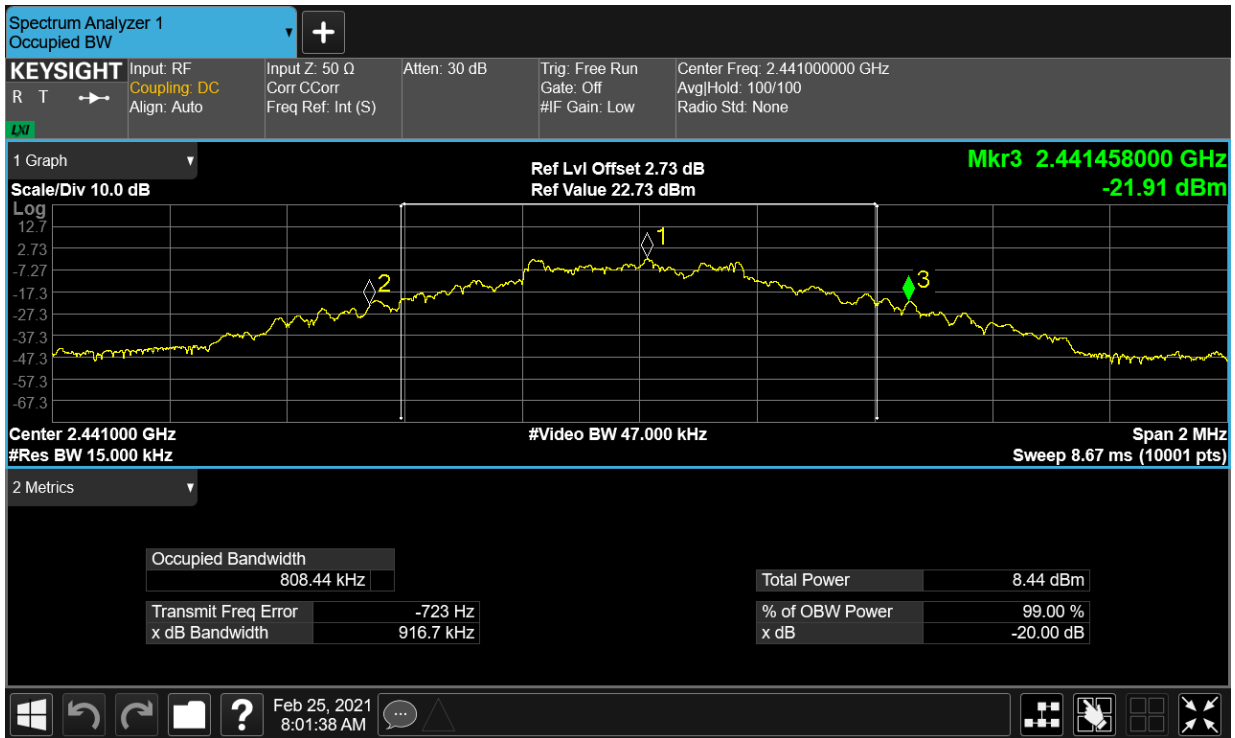 Spectrum Analyzer 1
Occupied BW
KEYSIGHT
R T
LXI
Input: RF
Coupling: DC
Align: Auto
Input Z: 50 Ω
Corr CCorr
Freq Ref: Int (S)
Atten: 30 dB
Trig: Free Run
Gate: Off
#IF Gain: Low
Center Freq: 2.441000000 GHz
Avg|Hold: 100/100
Radio Std: None
1 Graph
Ref Lvl Offset 2.73 dB
Mkr3 2.441458000 GHz
Scale/Div 10.0 dB
Ref Value 22.73 dBm
-21.91 dBm
Log
12.7
2.73
-7.27
-17.3
-27.3
-37.3
-47.3
-57.3
-67.3
1
2
3
Center 2.441000 GHz
#Video BW 47.000 kHz
Span 2 MHz
#Res BW 15.000 kHz
Sweep 8.67 ms (10001 pts)
2 Metrics
Occupied Bandwidth
808.44 kHz
Total Power 8.44 dBm
Transmit Freq Error -723 Hz
% of OBW Power 99.00 %
x dB Bandwidth 916.7 kHz
x dB -20.00 dB
?
Feb 25, 2021
8:01:38 AM